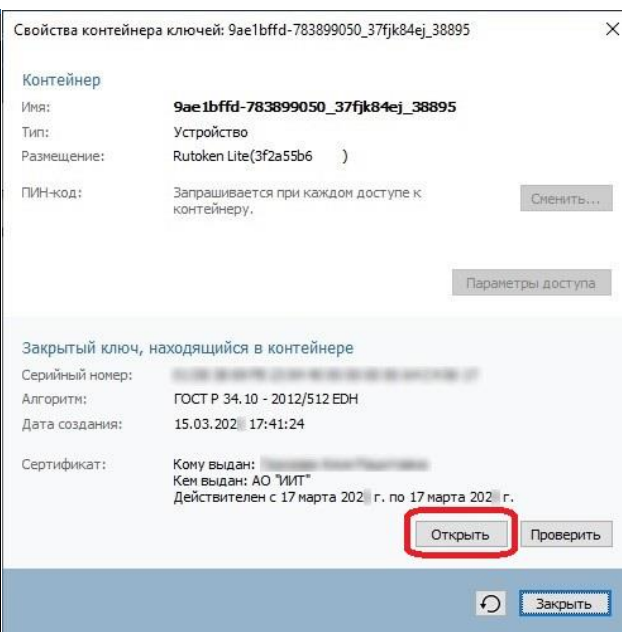 Свойства контейнера ключей: 9ae1bffd-783899050_37fjk84ej_38895
Контейнер
Имя: 9ae1bffd-783899050_37fjk84ej_38895
Тип: Устройство
Размещение: Rutoken Lite(3f2a55b6 )
ПИН-код: Запрашивается при каждом доступе к
контейнеру.
Сменить...
Параметры доступа
Закрытый ключ, находящийся в контейнере
Серийный номер:
Алгоритм: ГОСТ Р 34.10 - 2012/512 EDH
Дата создания: 15.03.202 17:41:24
Сертификат: Кому выдан:
Кем выдан: АО "ИИТ"
Действителен с 17 марта 202 г. по 17 марта 202 г.
Открыть Проверить
Закрыть